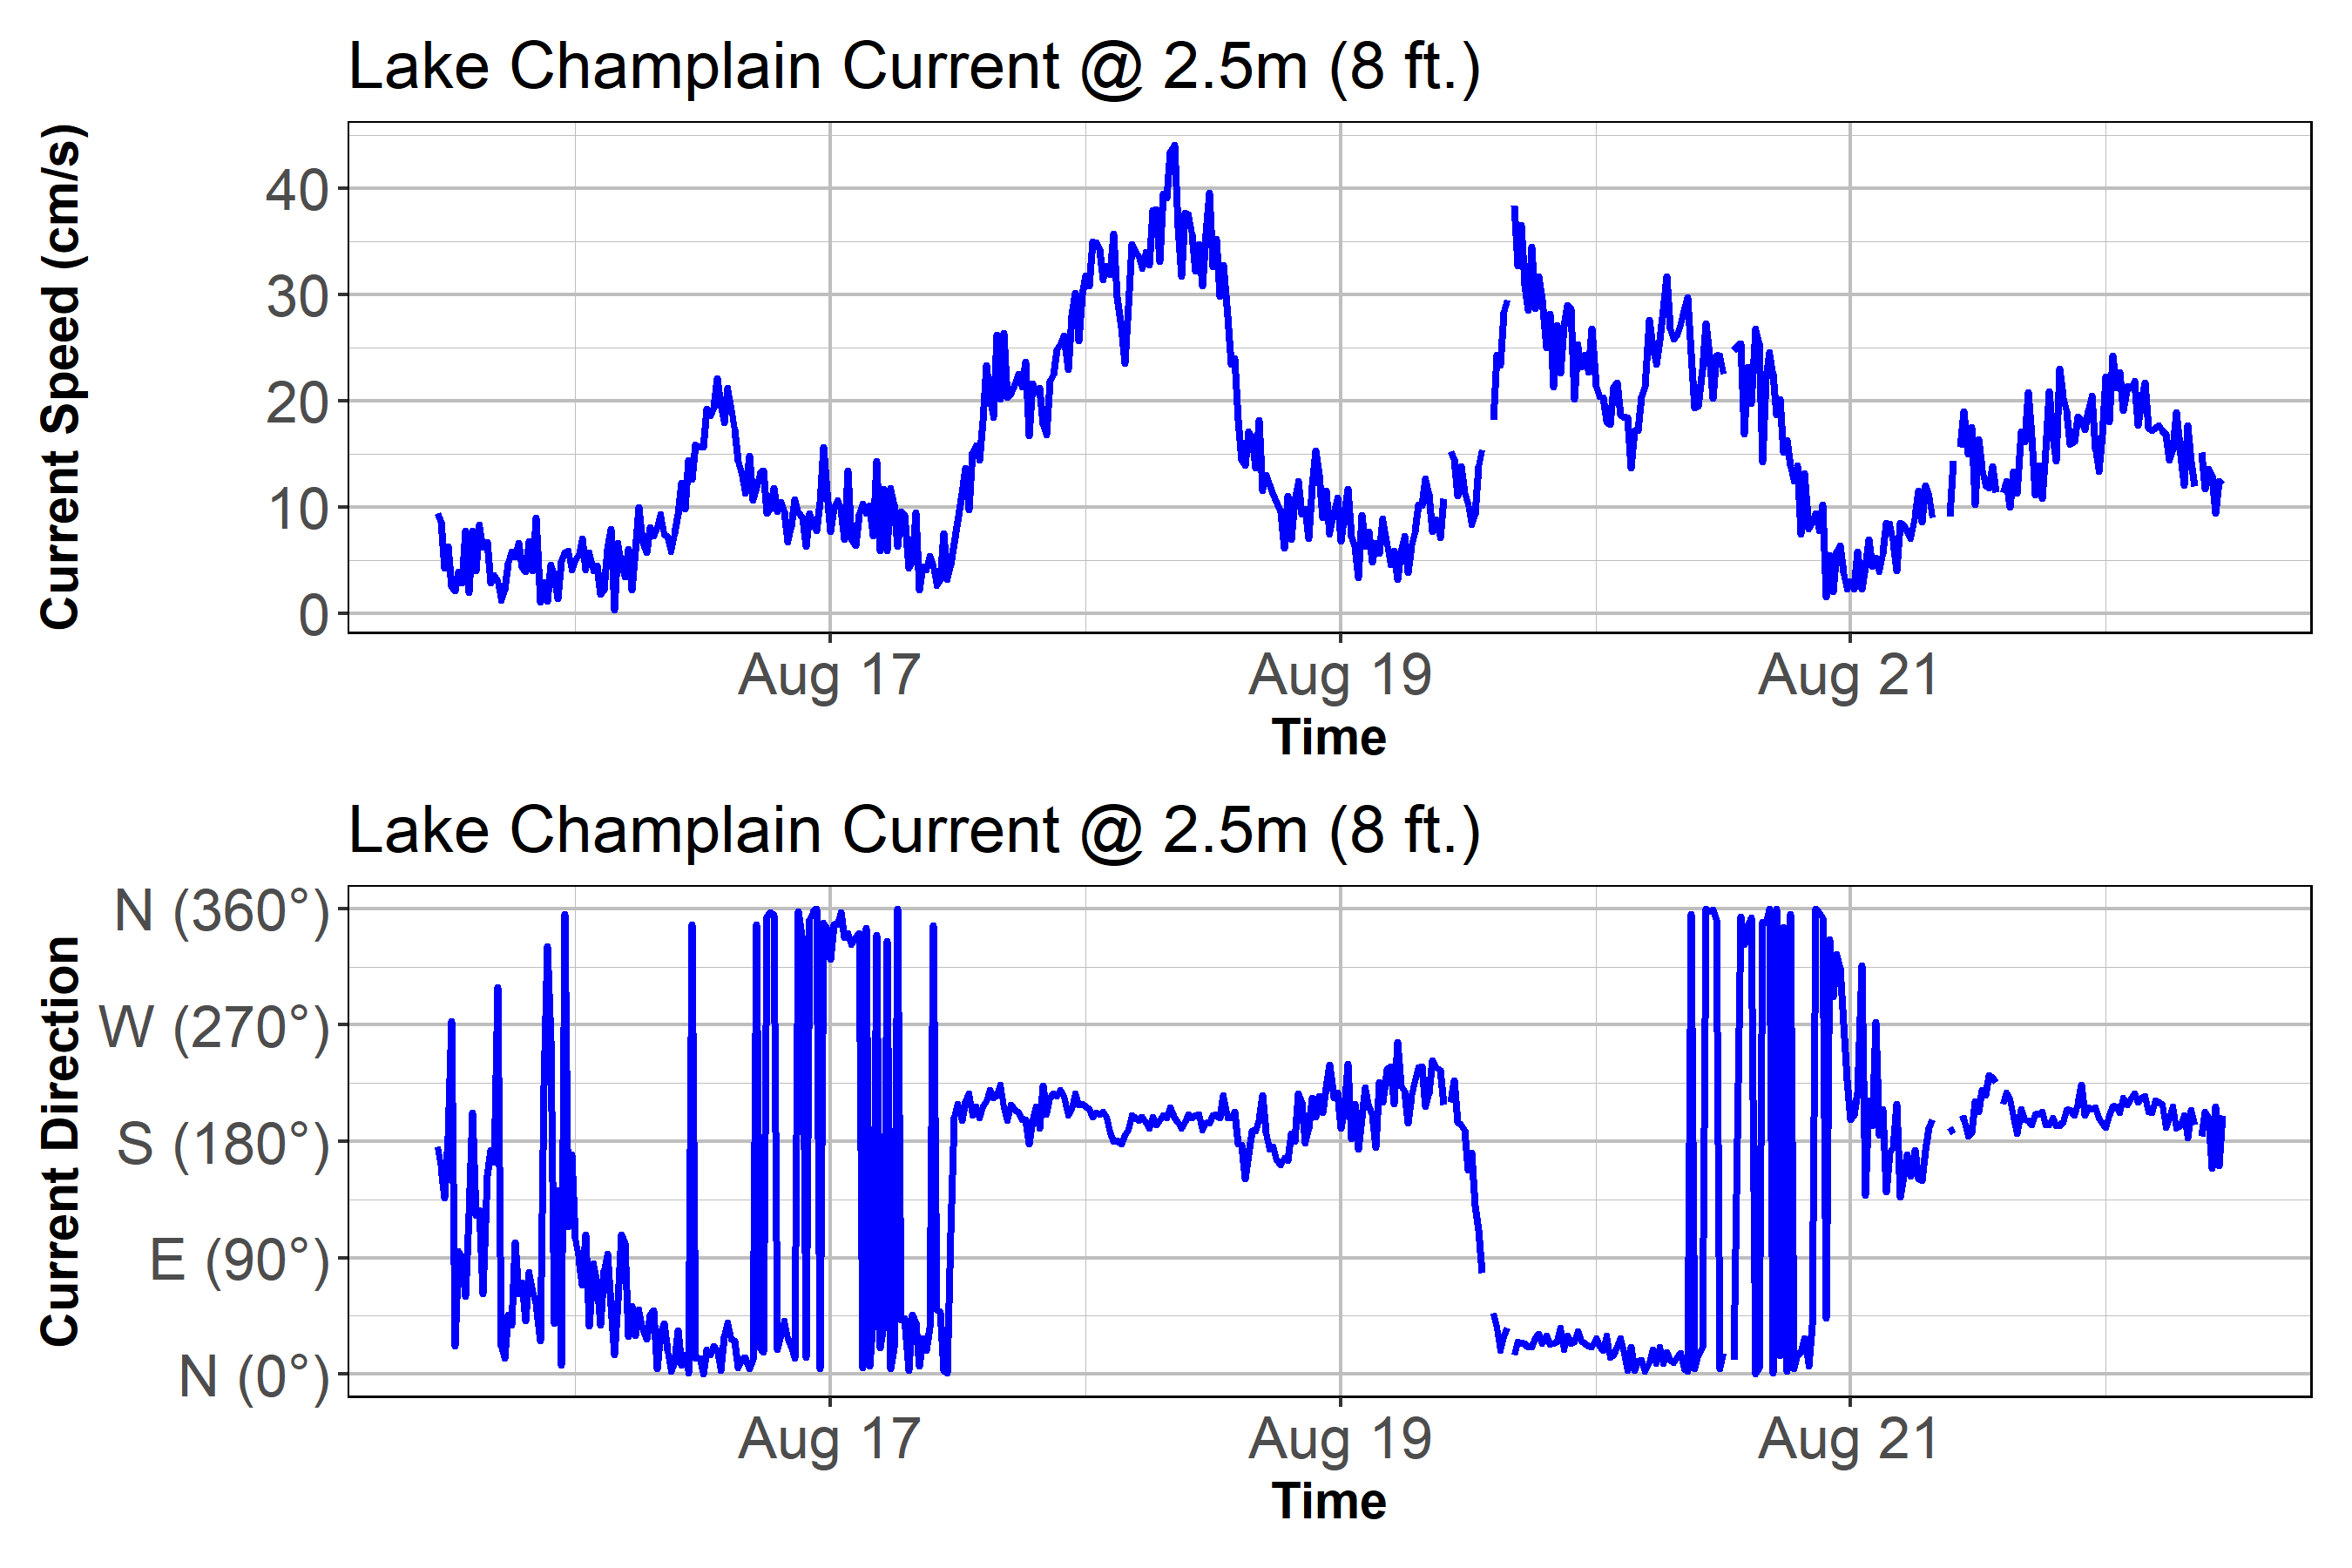 Lake Champlain Current @ 2.5m (8 ft.)
Current Speed (cm/s)
40
30
20
10
0
Aug 17 Aug 19 Aug 21
Time
Lake Champlain Current @ 2.5m (8 ft.)
Current Direction
N (360°)
W (270°)
S (180°)
E (90°)
N (0°)
Aug 17 Aug 19 Aug 21
Time